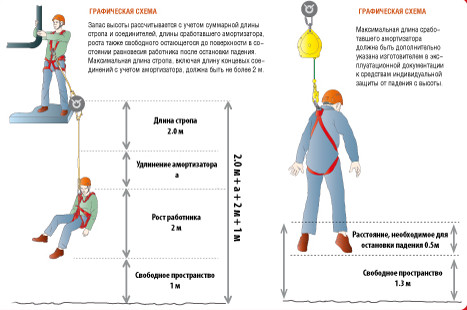 ГРАФИЧЕСКАЯ СХЕМА
Запас высоты рассчитывается с учетом суммарной длины
стропа и соединителей, длины сработавшего амортизатора,
роста также свободного остающегося до поверхности в со-
стоянии равновесия работника после остановки падения.
Максимальная длина стропа, включая длину концевых сое-
динений с учетом амортизатора, должна быть не более 2 м.
Длина стропа
2.0 м
Удлинение амортизатора
а
Рост работника
2 м
Свободное пространство
1 м
2.0 м + а + 2 м + 1 м
ГРАФИЧЕСКАЯ СХЕМА
Максимальная длина срабо-
тавшего амортизатора
должна быть дополнительно
указана изготовителем в экс-
плуатационной документации
к средствам индивидуальной
защиты от падения с высоты.
Расстояние, необходимое для
остановки падения 0.5м
Свободное пространство
1.3 м